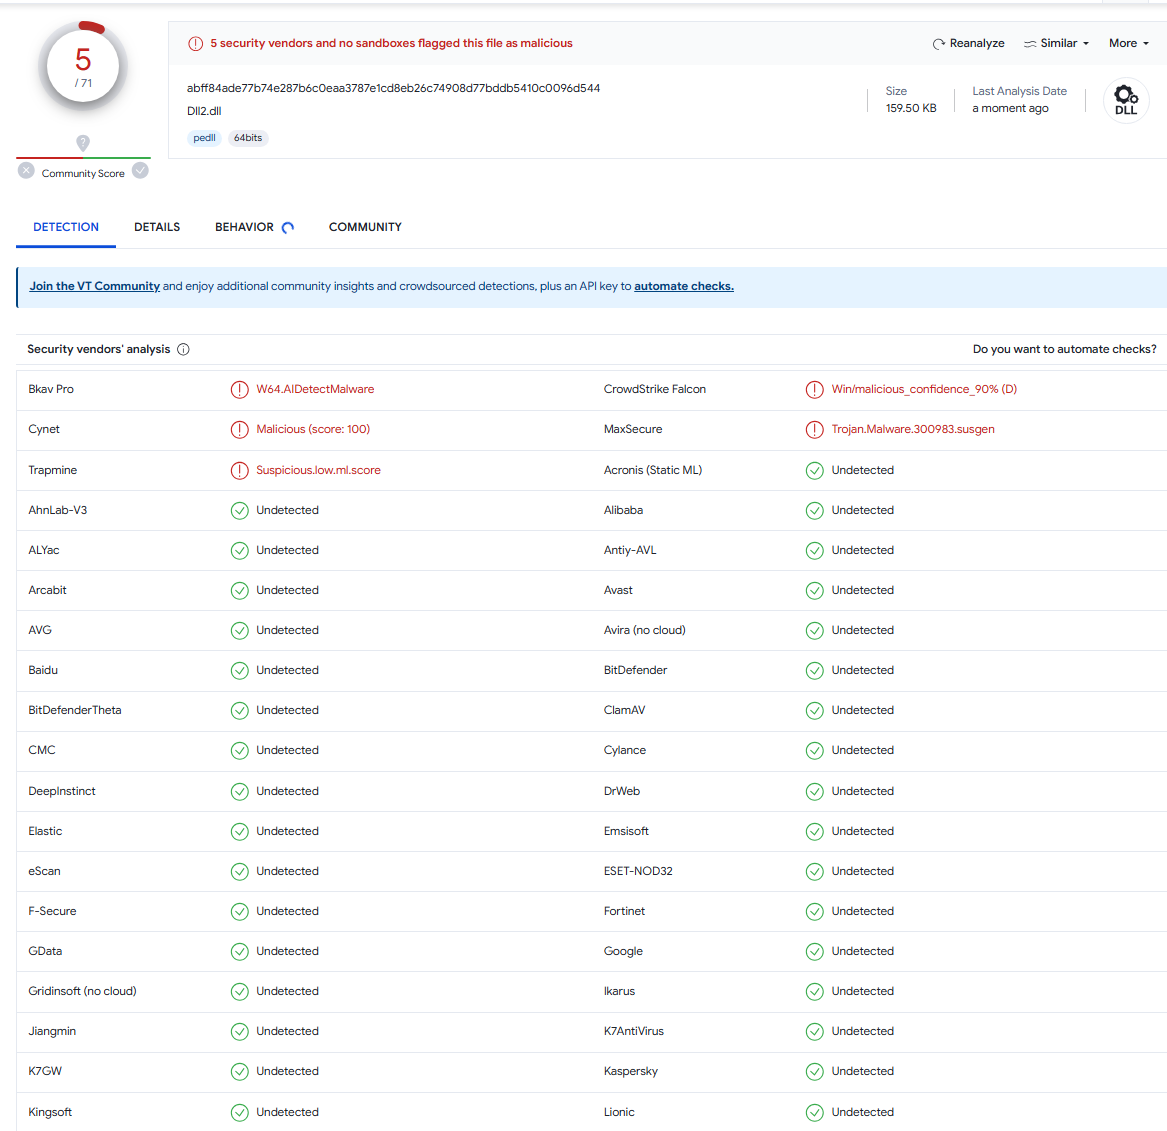 5
/ 71
Community Score
5 security vendors and no sandboxes flagged this file as malicious
Reanalyze
Similar
More
abff84ade77b74e287b6c0eaa3787e1cd8eb26c74908d77bddb5410c0096d544
Dll2.dll
pedll
64bits
Size
159.50 KB
Last Analysis Date
a moment ago
DLL
DETECTION
DETAILS
BEHAVIOR
COMMUNITY
Join the VT Community and enjoy additional community insights and crowdsourced detections, plus an API key to automate checks.
Security vendors' analysis
Do you want to automate checks?
Bkav Pro
W64.AIDetectMalware
CrowdStrike Falcon
Win/malicious_confidence_90% (D)
Cynet
Malicious (score: 100)
MaxSecure
Trojan.Malware.300983.susgen
Trapmine
Suspicious.low.ml.score
Acronis (Static ML)
Undetected
AhnLab-V3
Undetected
Alibaba
Undetected
ALYac
Undetected
Antiy-AVL
Undetected
Arcabit
Undetected
Avast
Undetected
AVG
Undetected
Avira (no cloud)
Undetected
Baidu
Undetected
BitDefender
Undetected
BitDefenderTheta
Undetected
ClamAV
Undetected
CMC
Undetected
Cylance
Undetected
DeepInstinct
Undetected
DrWeb
Undetected
Elastic
Undetected
Emsisoft
Undetected
eScan
Undetected
ESET-NOD32
Undetected
F-Secure
Undetected
Fortinet
Undetected
GData
Undetected
Google
Undetected
Gridinsoft (no cloud)
Undetected
Ikarus
Undetected
Jiangmin
Undetected
K7AntiVirus
Undetected
K7GW
Undetected
Kaspersky
Undetected
Kingsoft
Undetected
Lionic
Undetected